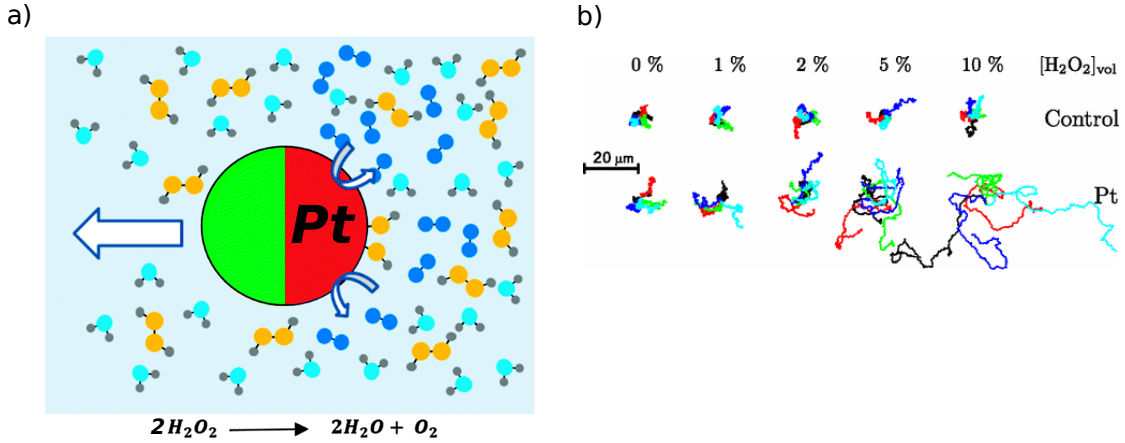 a)
Pt
2H₂O₂ ⟶ 2H₂O + O₂
b)
0 % 1 % 2 % 5 % 10 % [H₂O₂]vol
Control
20 μm
Pt